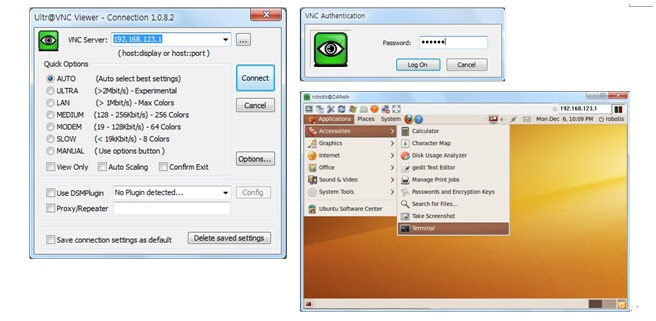 Ultr@VNC Viewer - Connection 1.0.8.2
VNC Server: 192.168.123.1 ...
( host:display or host::port )
Quick Options
AUTO (Auto select best settings)
ULTRA (>2Mbit/s) - Experimental
LAN (> 1Mbit/s) - Max Colors
MEDIUM (128 - 256Kbit/s) - 256 Colors
MODEM (19 - 128Kbit/s) - 64 Colors
SLOW (< 19kKbit/s) - 8 Colors
MANUAL (Use options button )
View Only Auto Scaling Confirm Exit
Connect
Cancel
Options...
Use DSMPlugin No Plugin detected... Config
Proxy/Repeater
Save connection settings as default Delete saved settings
VNC Authentication
Password: ••••••
Log On Cancel
robotis@DARwIn
192.168.123.1
Applications Places System Mon Dec 6, 10:09 PM robotis
Accessories
Graphics
Internet
Office
Sound & Video
System Tools
Ubuntu Software Center
Calculator
Character Map
Disk Usage Analyzer
gedit Text Editor
Manage Print Jobs
Passwords and Encryption Keys
Search for Files...
Take Screenshot
Terminal